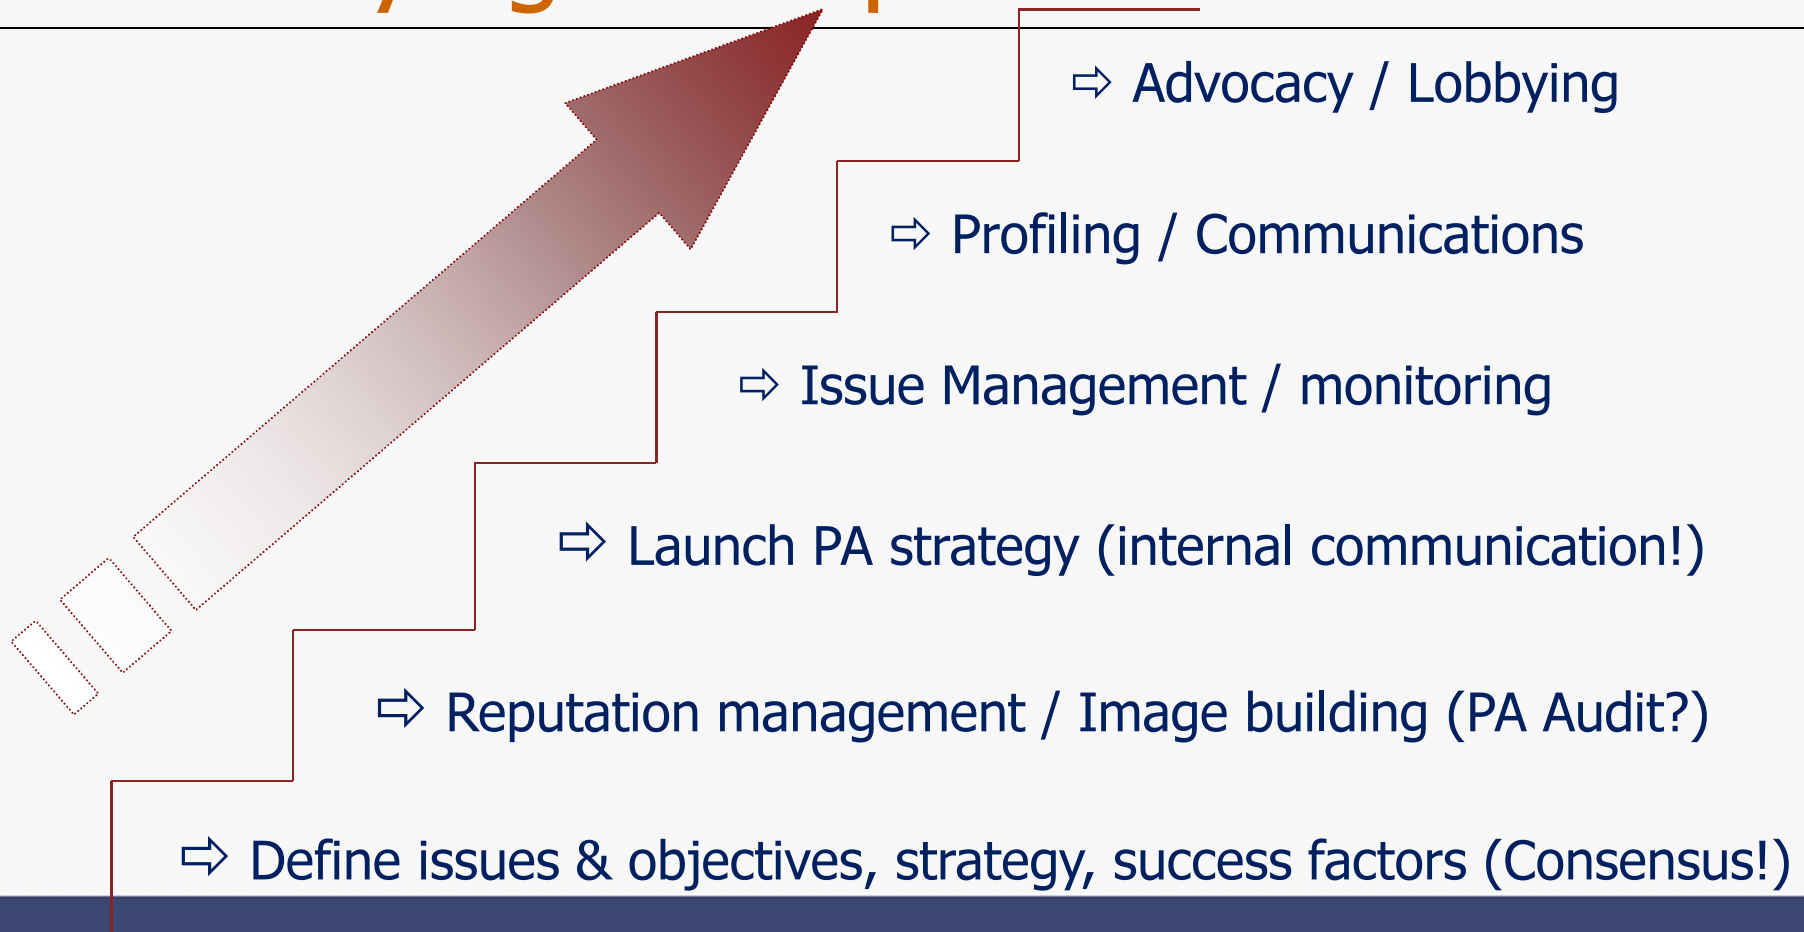 ⇨ Advocacy / Lobbying
⇨ Profiling / Communications
⇨ Issue Management / monitoring
⇨ Launch PA strategy (internal communication!)
⇨ Reputation management / Image building (PA Audit?)
⇨ Define issues & objectives, strategy, success factors (Consensus!)